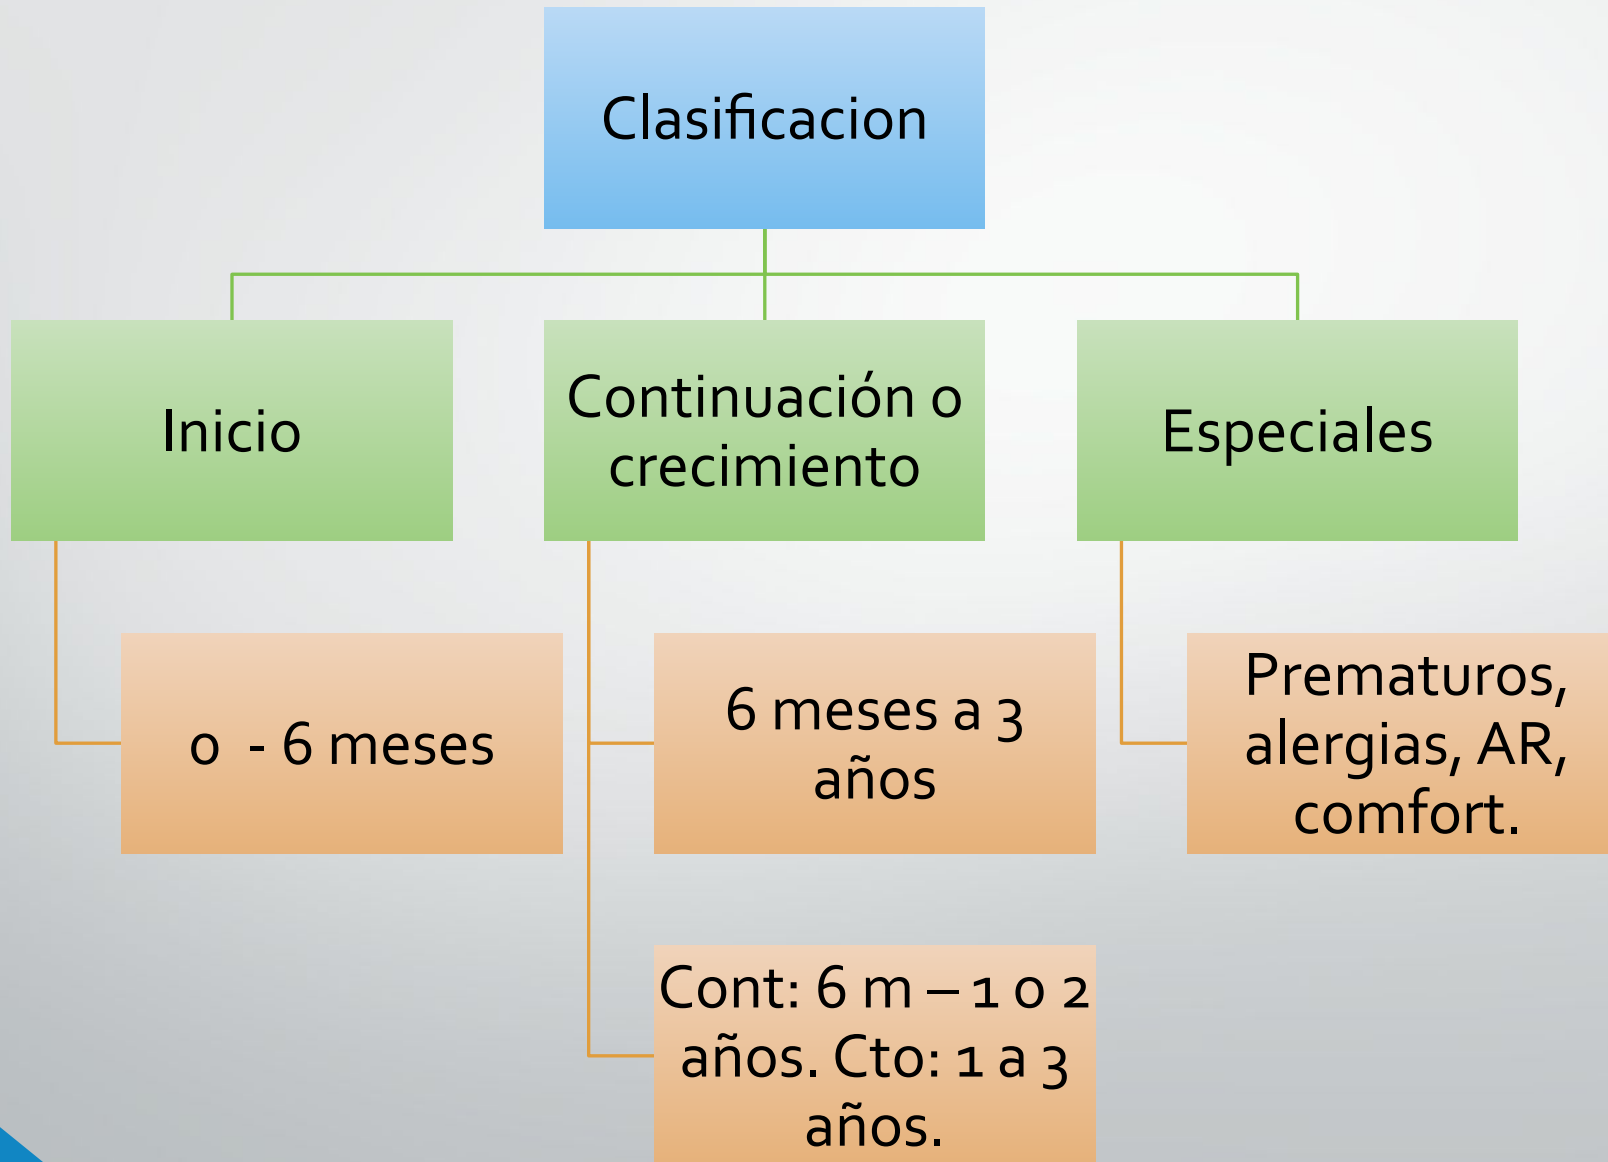 Clasificacion
Inicio
Continuación o
crecimiento
Especiales
0 - 6 meses
6 meses a 3
años
Prematuros,
alergias, AR,
comfort.
Cont: 6 m – 1 o 2
años. Cto: 1 a 3
años.